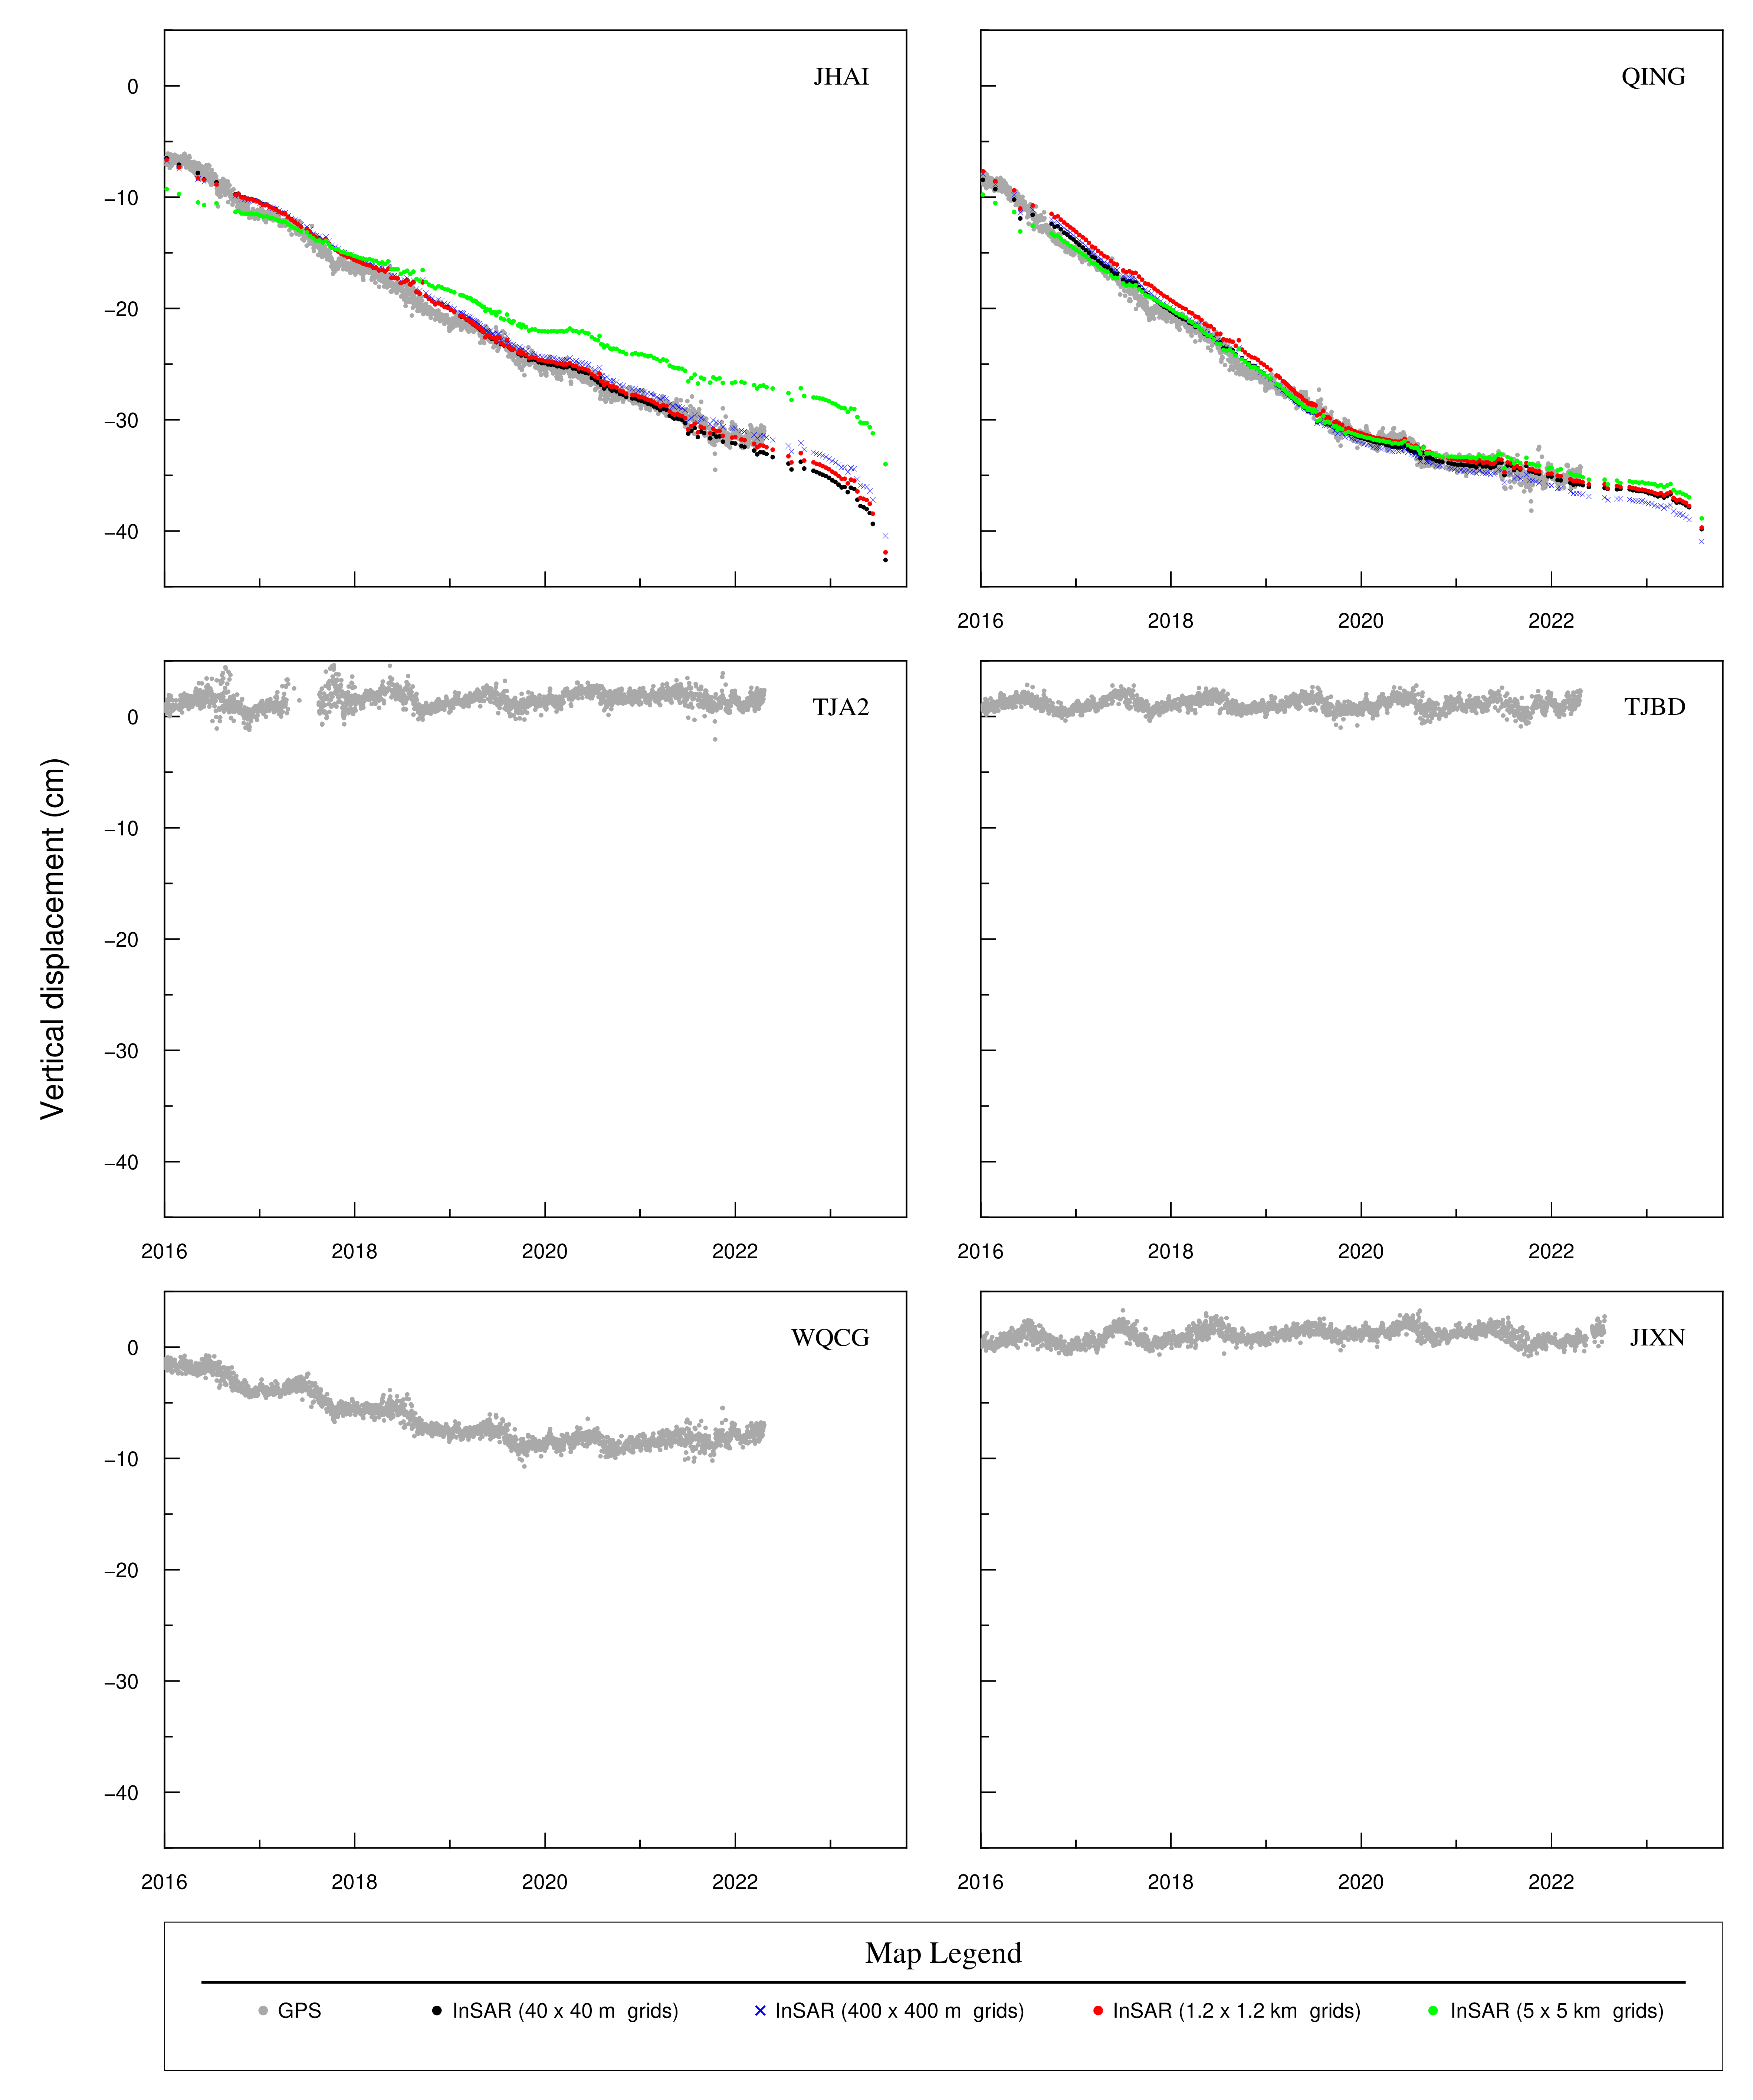 JHAI
QING
0
−10
−20
−30
−40
2016 2018 2020 2022
TJA2
TJBD
0
−10
−20
−30
−40
Vertical displacement (cm)
2016 2018 2020 2022
2016 2018 2020 2022
WQCG
JIXN
0
−10
−20
−30
−40
2016 2018 2020 2022
2016 2018 2020 2022
Map Legend
GPS
InSAR (40 x 40 m grids)
InSAR (400 x 400 m grids)
InSAR (1.2 x 1.2 km grids)
InSAR (5 x 5 km grids)